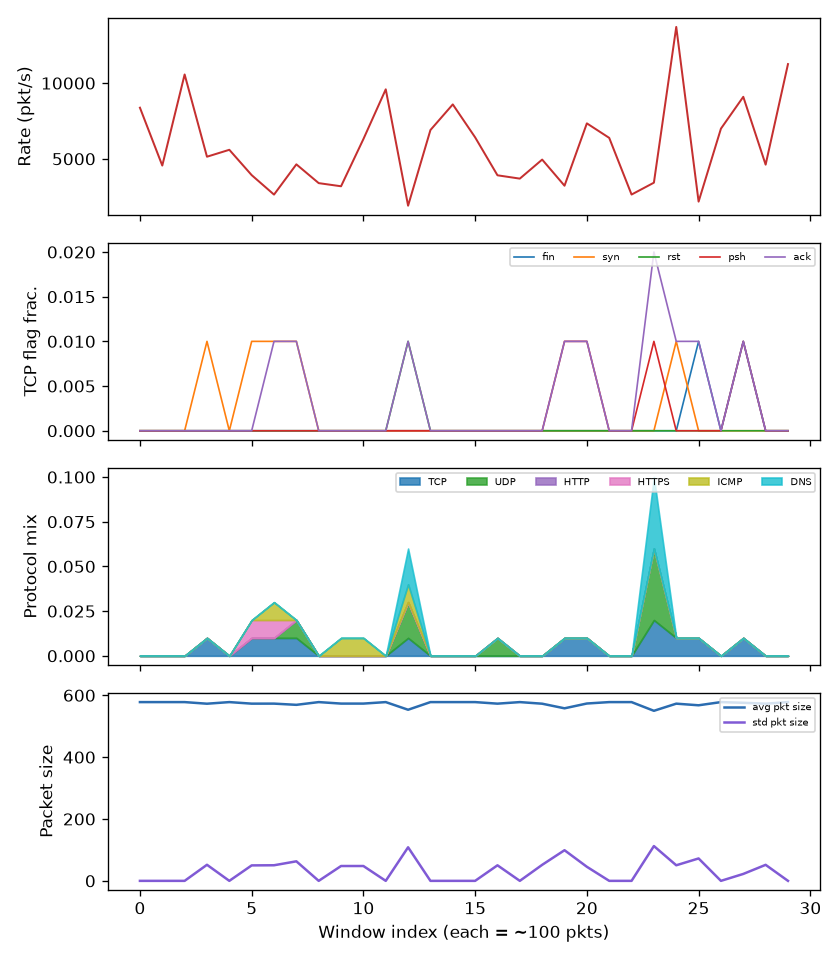 Rate (pkt/s)
10000
5000
TCP flag frac.
0.020
0.015
0.010
0.005
0.000
fin syn rst psh ack
Protocol mix
0.100
0.075
0.050
0.025
0.000
TCP UDP HTTP HTTPS ICMP DNS
Packet size
600
400
200
0
avg pkt size
std pkt size
0 5 10 15 20 25 30
Window index (each = ~100 pkts)